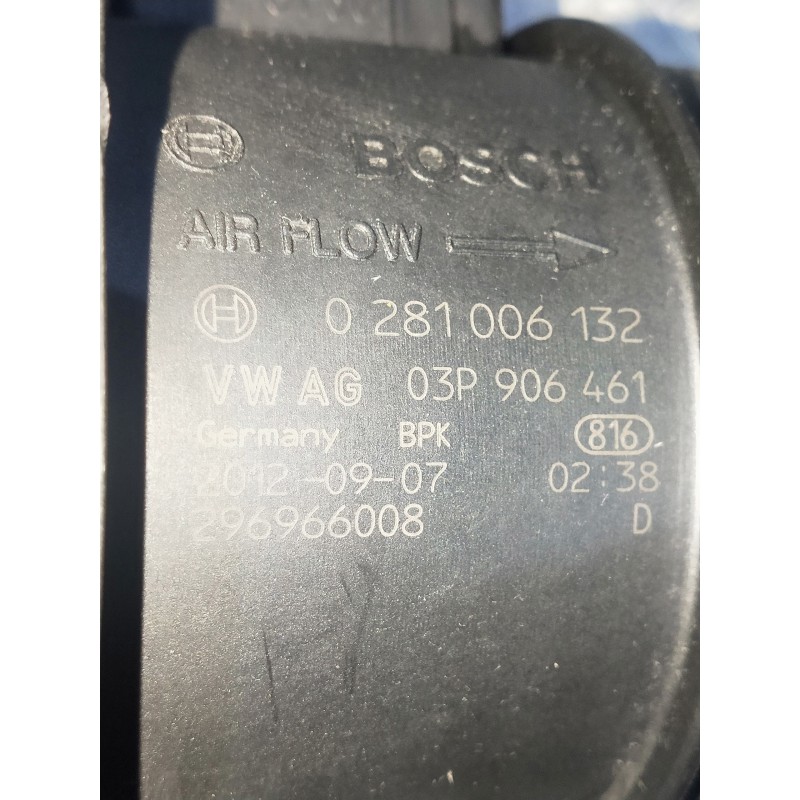 BOSCH
AIR FLOW
0 281 006 132
VW AG 03P 906 461
Germany BPK 816
2012-09-07 02:38
296966008 D